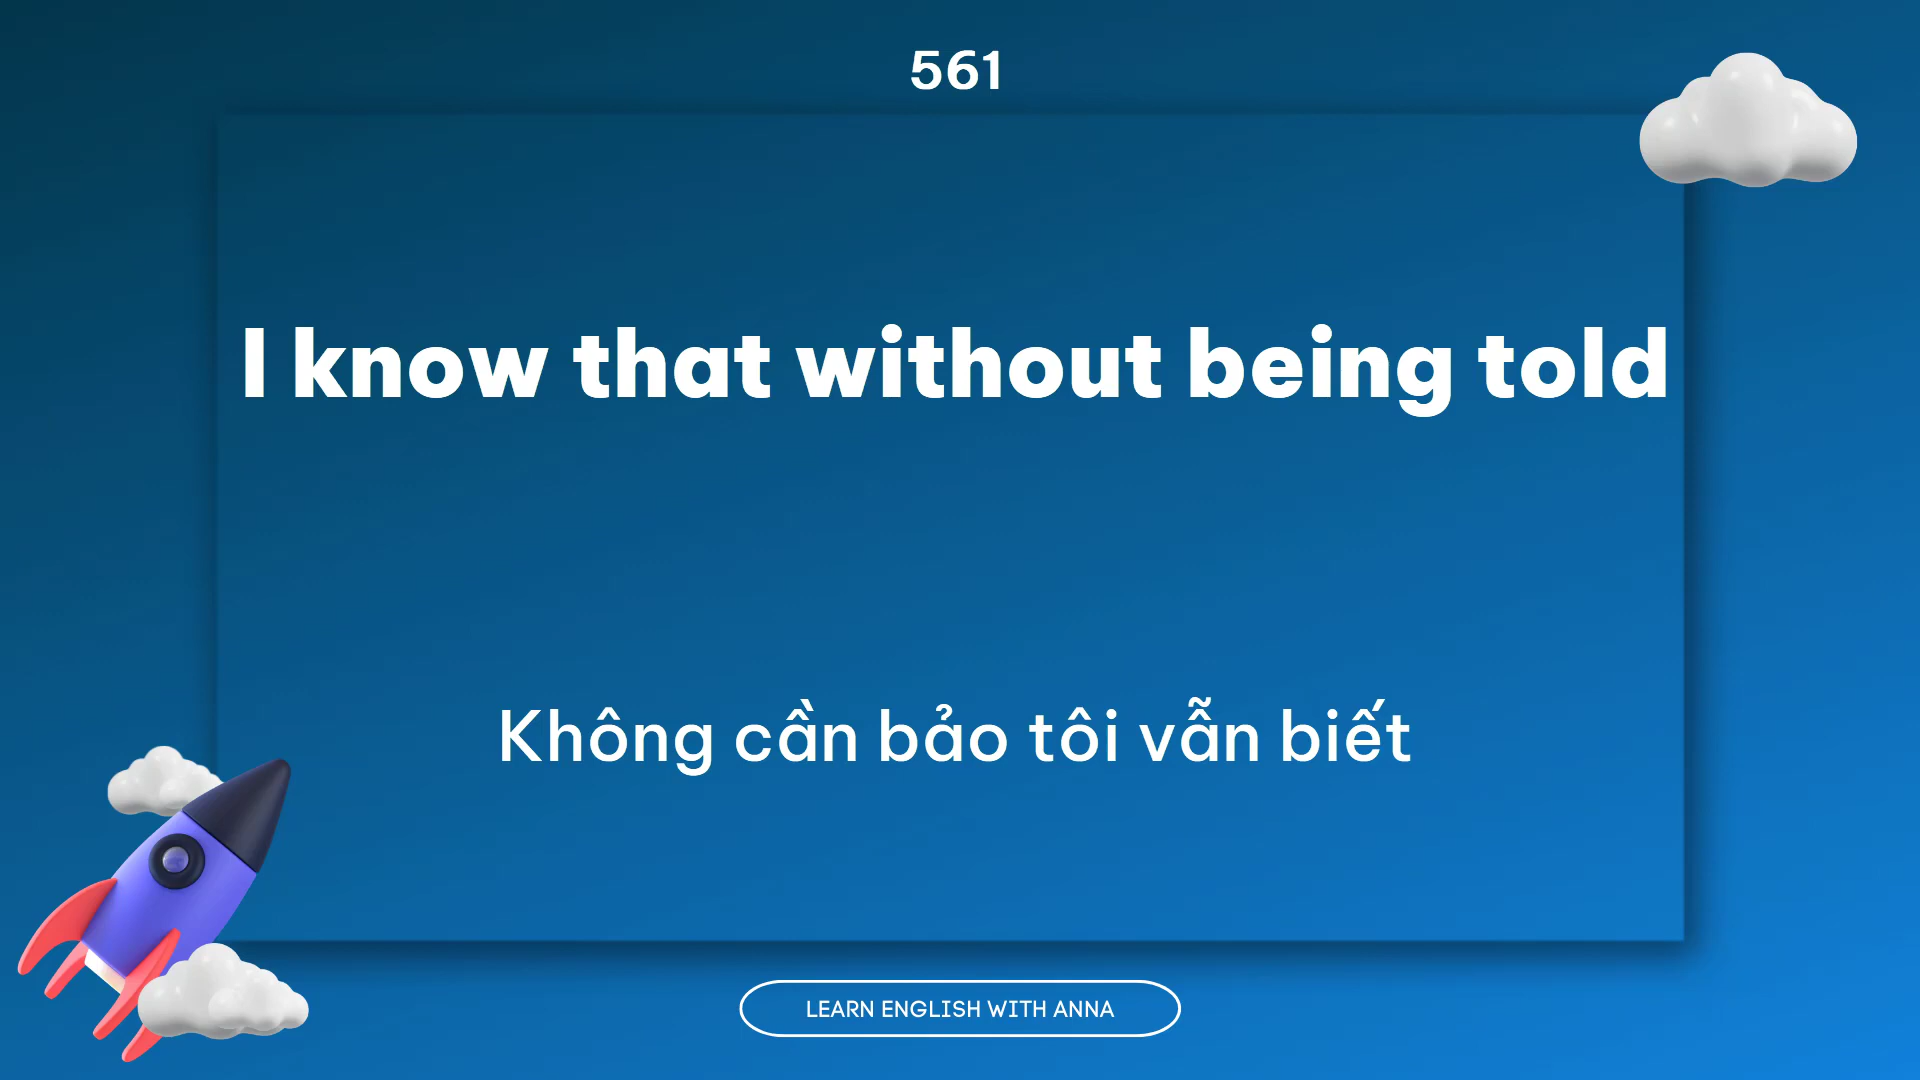 561
I know that without being told
Không cần bảo tôi vẫn biết
LEARN ENGLISH WITH ANNA